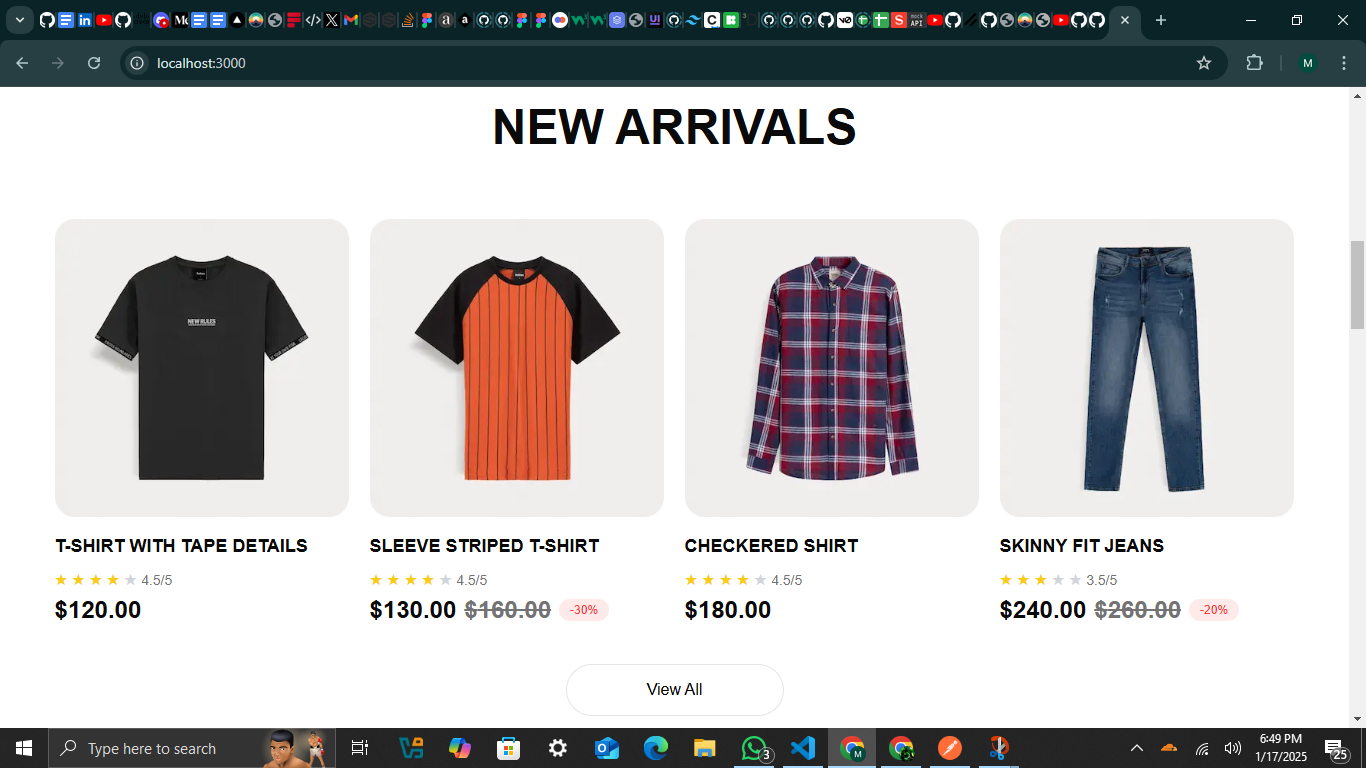 localhost:3000
M
NEW ARRIVALS
NEW RULES
T-SHIRT WITH TAPE DETAILS
4.5/5
$120.00
SLEEVE STRIPED T-SHIRT
4.5/5
$130.00 $160.00 -30%
CHECKERED SHIRT
4.5/5
$180.00
SKINNY FIT JEANS
3.5/5
$240.00 $260.00 -20%
View All
Type here to search
3
M
6:49 PM
1/17/2025
25